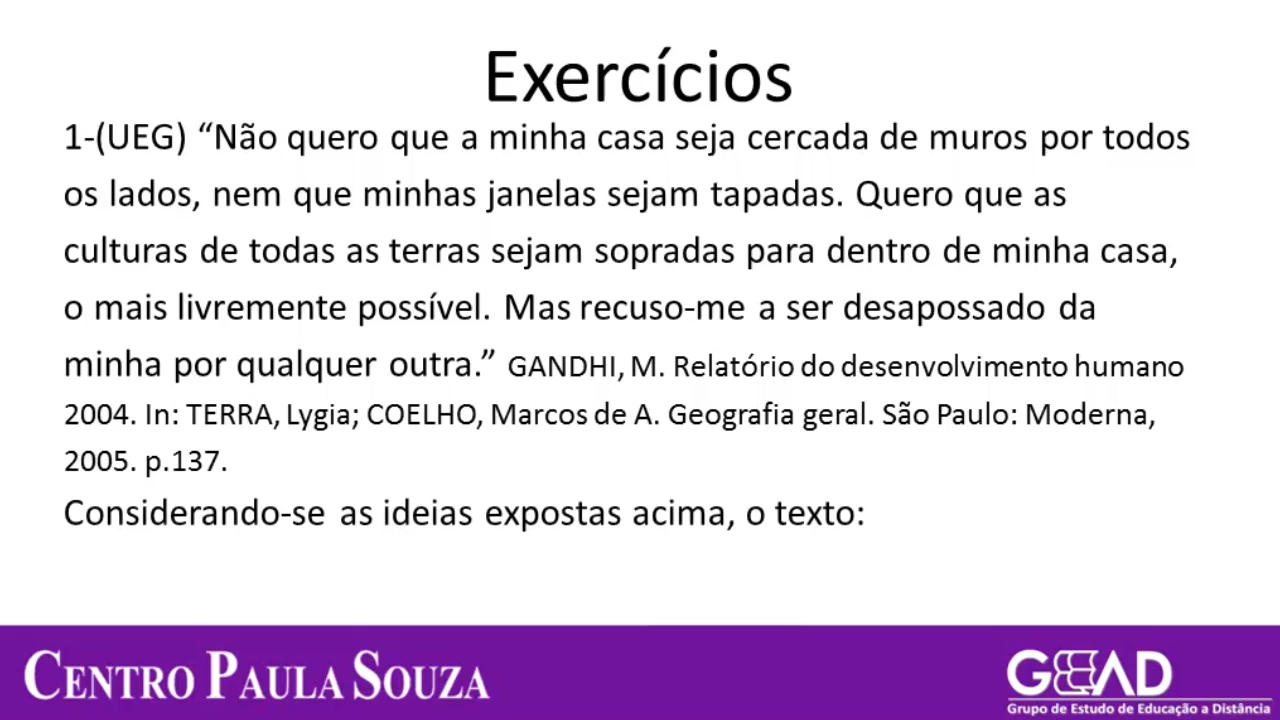 Exercícios
1-(UEG) “Não quero que a minha casa seja cercada de muros por todos
os lados, nem que minhas janelas sejam tapadas. Quero que as
culturas de todas as terras sejam sopradas para dentro de minha casa,
o mais livremente possível. Mas recuso-me a ser desapossado da
minha por qualquer outra.” GANDHI, M. Relatório do desenvolvimento humano
2004. In: TERRA, Lygia; COELHO, Marcos de A. Geografia geral. São Paulo: Moderna,
2005. p.137.
Considerando-se as ideias expostas acima, o texto:
CENTRO PAULA SOUZA
GEEAD
Grupo de Estudo de Educação a Distância